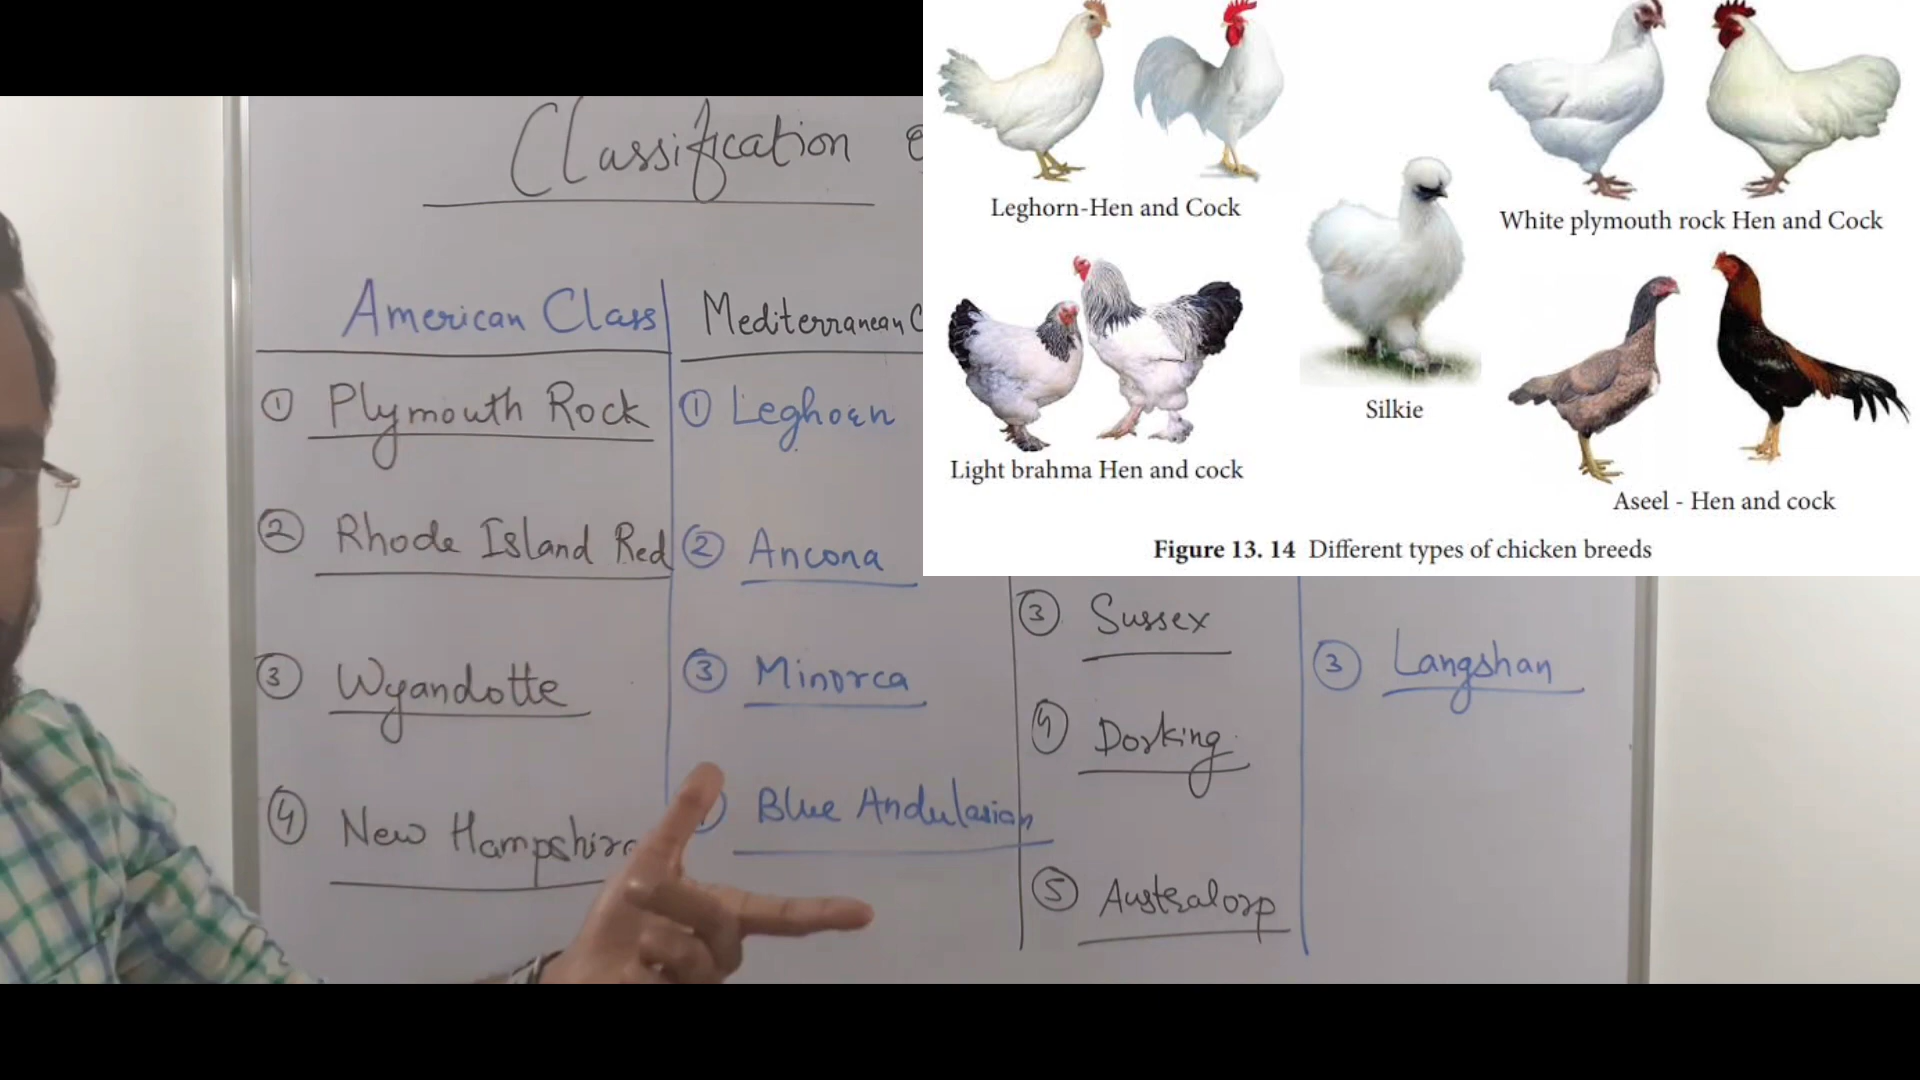 Classification
American Class
Mediterranean C
① Plymouth Rock
② Rhode Island Red
③ Wyandotte
④ New Hampshire
① Leghorn
② Ancona
③ Minorca
Blue Andulasian
③ Sussex
④ Dorking
⑤ Australorp
③ Langshan
Leghorn-Hen and Cock
White plymouth rock Hen and Cock
Silkie
Light brahma Hen and cock
Aseel - Hen and cock
Figure 13. 14 Different types of chicken breeds